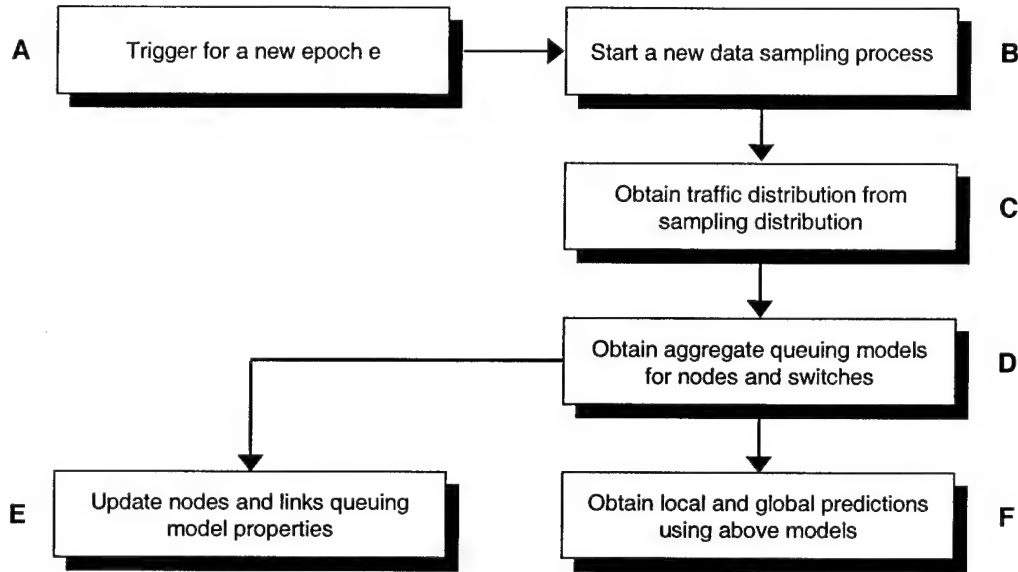 A
Trigger for a new epoch e
Start a new data sampling process
B
Obtain traffic distribution from
sampling distribution
C
Obtain aggregate queuing models
for nodes and switches
D
E
Update nodes and links queuing
model properties
Obtain local and global predictions
using above models
F